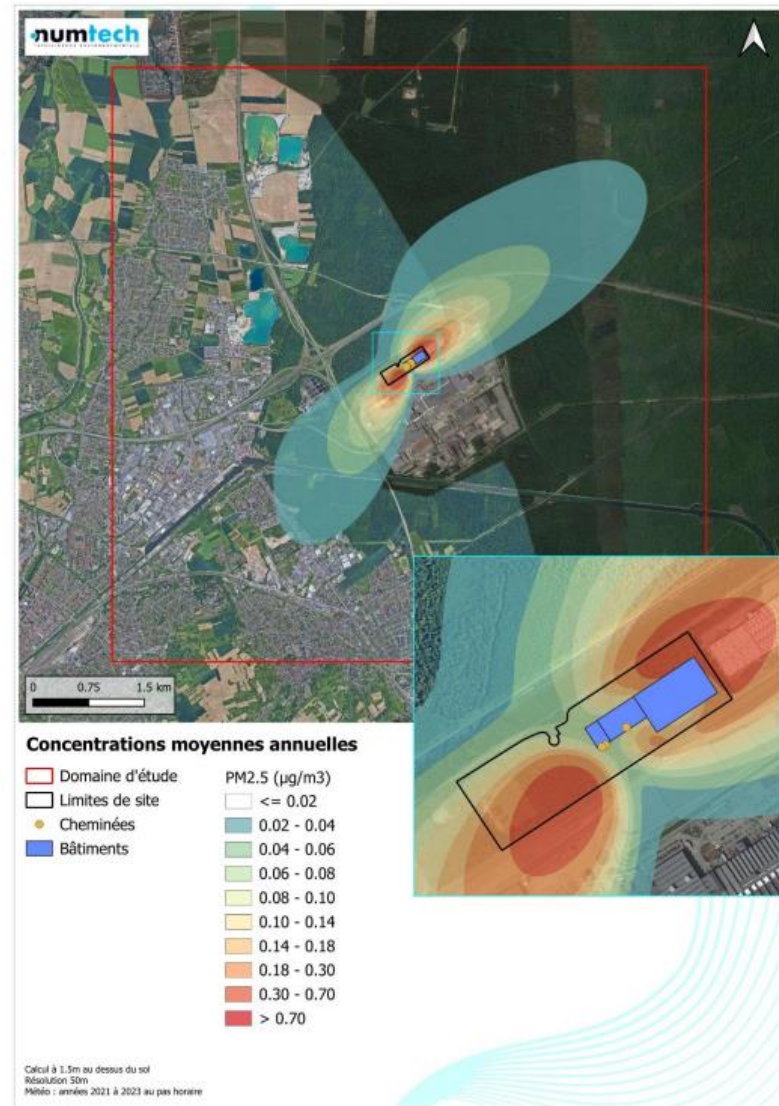 numtech
INTELLIGENCE ENVIRONNEMENTALE
0 0.75 1.5 km
Concentrations moyennes annuelles
Domaine d'étude
Limites de site
Cheminées
Bâtiments
PM2.5 (µg/m3)
<= 0.02
0.02 - 0.04
0.04 - 0.06
0.06 - 0.08
0.08 - 0.10
0.10 - 0.14
0.14 - 0.18
0.18 - 0.30
0.30 - 0.70
> 0.70
Calcul à 1.5m au dessus du sol
Résolution 50m
Météo : années 2021 à 2023 au pas horaire